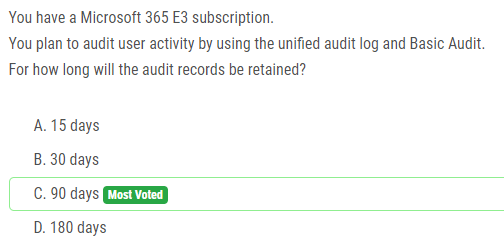 You have a Microsoft 365 E3 subscription.
You plan to audit user activity by using the unified audit log and Basic Audit.
For how long will the audit records be retained?
A. 15 days
B. 30 days
C. 90 days Most Voted
D. 180 days